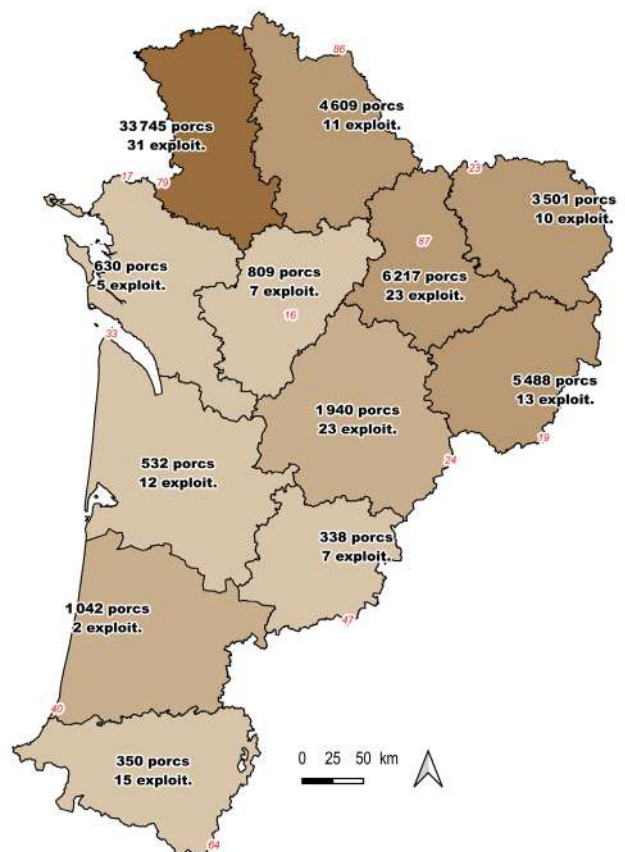 86
4 609 porcs
11 exploit.
33 745 porcs
31 exploit.
17
79
23
3 501 porcs
10 exploit.
87
6 217 porcs
23 exploit.
630 porcs
5 exploit.
809 porcs
7 exploit.
16
33
5 488 porcs
13 exploit.
19
1 940 porcs
23 exploit.
24
532 porcs
12 exploit.
338 porcs
7 exploit.
47
1 042 porcs
2 exploit.
40
350 porcs
15 exploit.
64
0 25 50 km